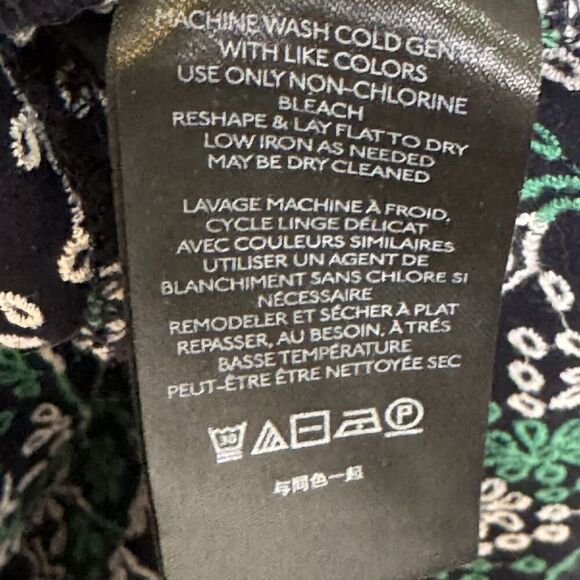 MACHINE WASH COLD GENTLE
WITH LIKE COLORS
USE ONLY NON-CHLORINE
BLEACH
RESHAPE & LAY FLAT TO DRY
LOW IRON AS NEEDED
MAY BE DRY CLEANED
LAVAGE MACHINE À FROID,
CYCLE LINGE DÉLICAT
AVEC COULEURS SIMILAIRES
UTILISER UN AGENT DE
BLANCHIMENT SANS CHLORE SI
NÉCESSAIRE
REMODELER ET SÉCHER À PLAT
REPASSER, AU BESOIN, À TRÉS
BASSE TEMPÉRATURE
PEUT-ÊTRE ÊTRE NETTOYÉE SEC
30 P
与同色一起